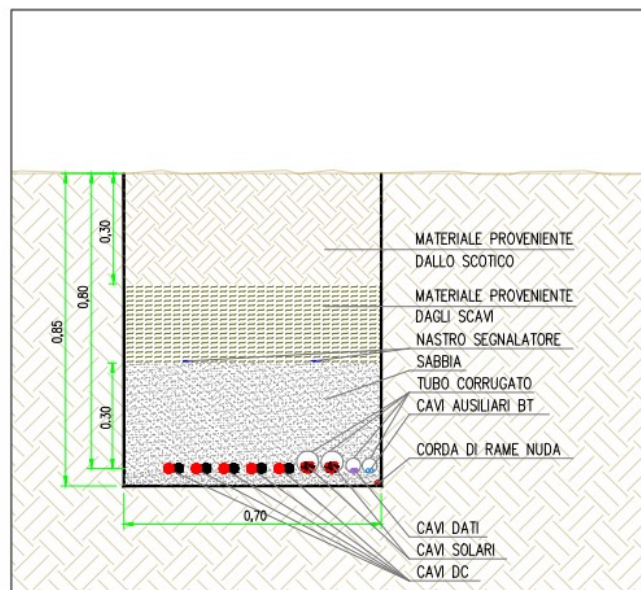 0,30
0,80
0,85
0,30
0,70
MATERIALE PROVENIENTE
DALLO SCOTICO
MATERIALE PROVENIENTE
DAGLI SCAVI
NASTRO SEGNALATORE
SABBIA
TUBO CORRUGATO
CAVI AUSILIARI BT
CORDA DI RAME NUDA
CAVI DATI
CAVI SOLARI
CAVI DC